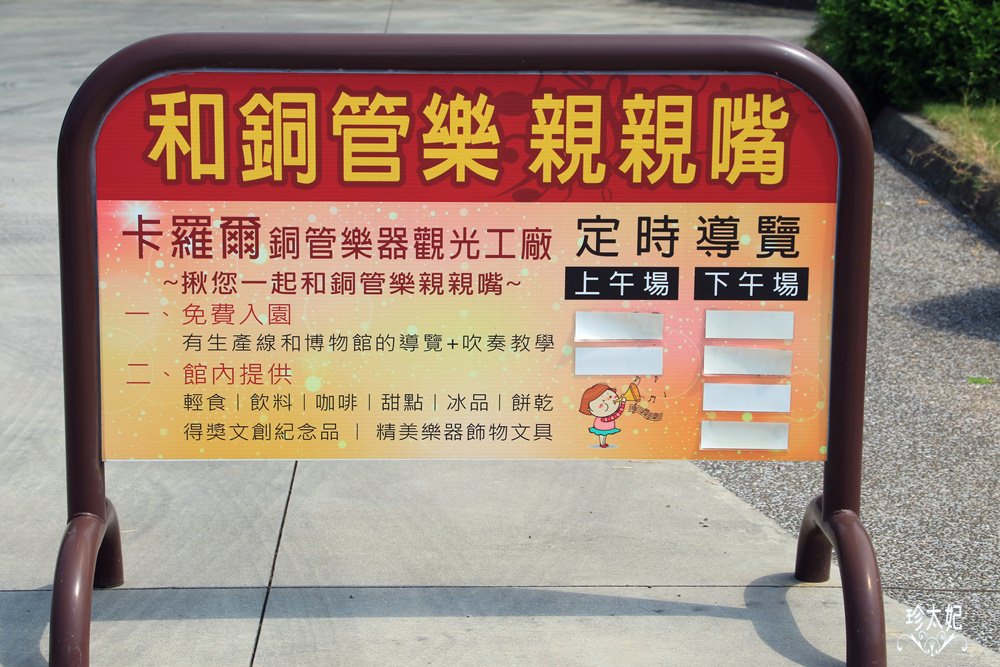 和銅管樂 親親嘴
卡羅爾銅管樂器觀光工廠
~揪您一起和銅管樂親親嘴~
一、免費入園
有生產線和博物館的導覽+吹奏教學
二、館內提供
輕食｜飲料｜咖啡｜甜點｜冰品｜餅乾
得獎文創紀念品 ｜ 精美樂器飾物文具
定時導覽
上午場 下午場
珍太妃